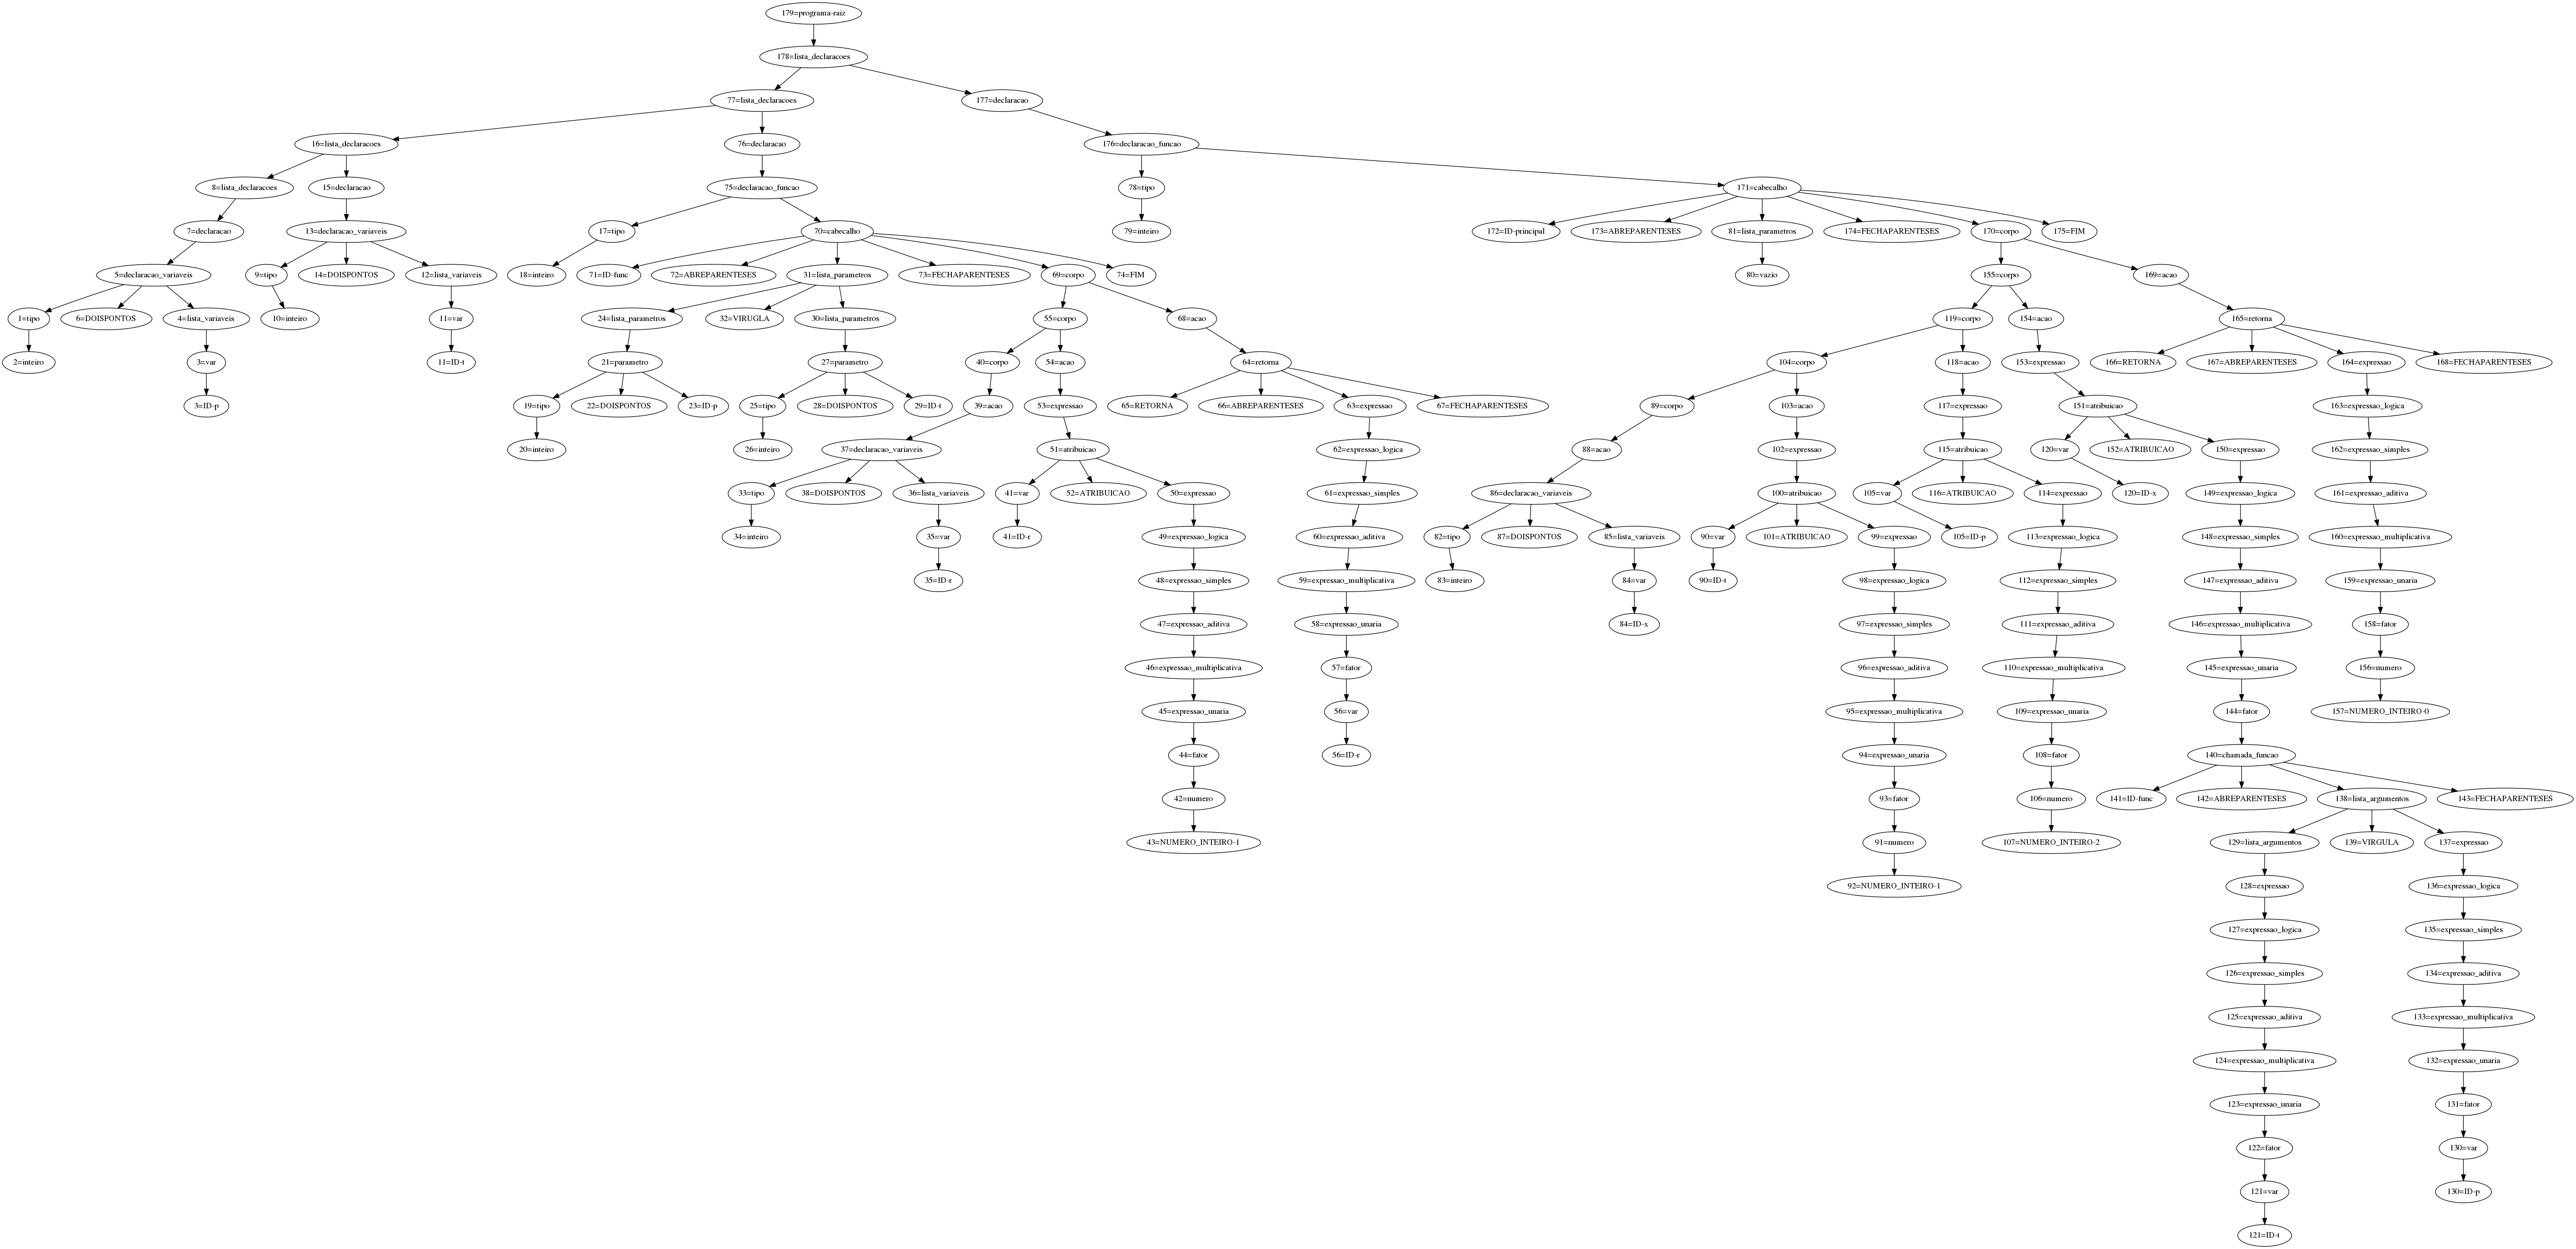 179=programa-raiz
178=lista_declaracoes
77=lista_declaracoes
177=declaracao
16=lista_declaracoes
76=declaracao
176=declaracao_funcao
8=lista_declaracoes
15=declaracao
75=declaracao_funcao
78=tipo
171=cabecalho
7=declaracao
13=declaracao_variaveis
17=tipo
70=cabecalho
79=inteiro
172=ID-principal
173=ABREPARENTESES
81=lista_parametros
174=FECHAPARENTESES
170=corpo
175=FIM
5=declaracao_variaveis
9=tipo
14=DOISPONTOS
12=lista_variaveis
18=inteiro
71=ID-func
72=ABREPARENTESES
31=lista_parametros
73=FECHAPARENTESES
69=corpo
74=FIM
80=vazio
155=corpo
169=acao
1=tipo
6=DOISPONTOS
4=lista_variaveis
10=inteiro
11=var
24=lista_parametros
32=VIRUGLA
30=lista_parametros
55=corpo
68=acao
119=corpo
154=acao
165=retorna
2=inteiro
3=var
11=ID-t
21=parametro
27=parametro
40=corpo
54=acao
64=retorna
104=corpo
118=acao
153=expressao
166=RETORNA
167=ABREPARENTESES
164=expressao
168=FECHAPARENTESES
3=ID-p
19=tipo
22=DOISPONTOS
23=ID-p
25=tipo
28=DOISPONTOS
29=ID-t
39=acao
53=expressao
65=RETORNA
66=ABREPARENTESES
63=expressao
67=FECHAPARENTESES
89=corpo
103=acao
117=expressao
151=atribuicao
163=expressao_logica
20=inteiro
26=inteiro
37=declaracao_variaveis
51=atribuicao
62=expressao_logica
88=acao
102=expressao
115=atribuicao
120=var
152=ATRIBUICAO
150=expressao
162=expressao_simples
33=tipo
38=DOISPONTOS
36=lista_variaveis
41=var
52=ATRIBUICAO
50=expressao
61=expressao_simples
86=declaracao_variaveis
100=atribuicao
105=var
116=ATRIBUICAO
114=expressao
120=ID-x
149=expressao_logica
161=expressao_aditiva
34=inteiro
35=var
41=ID-r
49=expressao_logica
60=expressao_aditiva
82=tipo
87=DOISPONTOS
85=lista_variaveis
90=var
101=ATRIBUICAO
99=expressao
105=ID-p
113=expressao_logica
148=expressao_simples
160=expressao_multiplicativa
35=ID-r
48=expressao_simples
59=expressao_multiplicativa
83=inteiro
84=var
90=ID-t
98=expressao_logica
112=expressao_simples
147=expressao_aditiva
159=expressao_unaria
47=expressao_aditiva
58=expressao_unaria
84=ID-x
97=expressao_simples
111=expressao_aditiva
146=expressao_multiplicativa
158=fator
46=expressao_multiplicativa
57=fator
96=expressao_aditiva
110=expressao_multiplicativa
145=expressao_unaria
156=numero
45=expressao_unaria
56=var
95=expressao_multiplicativa
109=expressao_unaria
144=fator
157=NUMERO_INTEIRO-0
44=fator
56=ID-r
94=expressao_unaria
108=fator
140=chamada_funcao
42=numero
93=fator
106=numero
141=ID-func
142=ABREPARENTESES
138=lista_argumentos
143=FECHAPARENTESES
43=NUMERO_INTEIRO-1
91=numero
107=NUMERO_INTEIRO-2
129=lista_argumentos
139=VIRGULA
137=expressao
92=NUMERO_INTEIRO-1
128=expressao
136=expressao_logica
127=expressao_logica
135=expressao_simples
126=expressao_simples
134=expressao_aditiva
125=expressao_aditiva
133=expressao_multiplicativa
124=expressao_multiplicativa
132=expressao_unaria
123=expressao_unaria
131=fator
122=fator
130=var
121=var
130=ID-p
121=ID-t